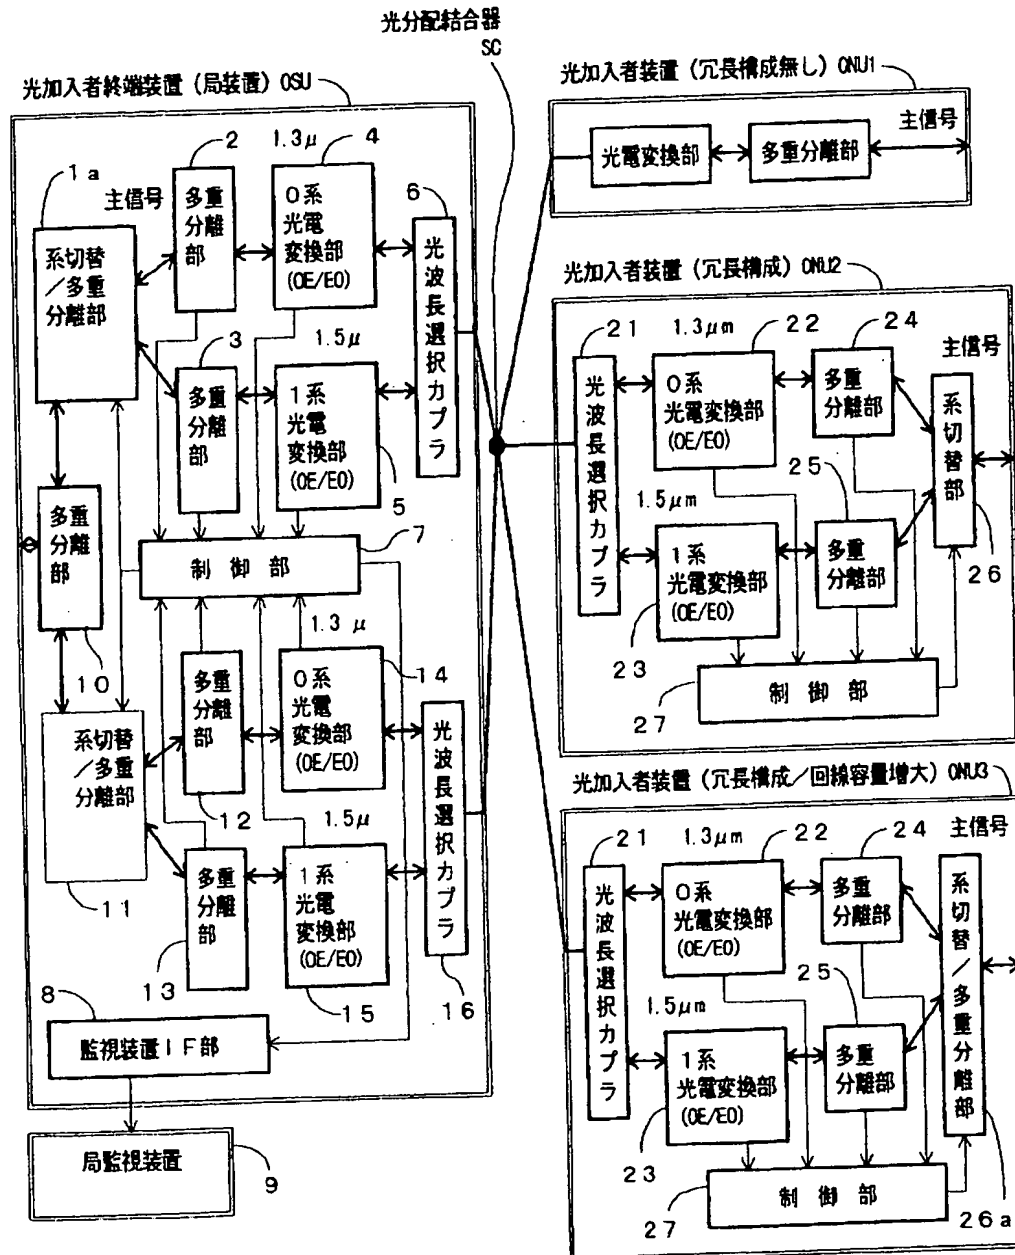 光分配結合器
SC
光加入者終端装置(局装置)OSU
1a
主信号
2
1.3μ
4
系切替
/多重
分離部
多重
分離
部
0系
光電
変換部
(OE/EO)
6
光波長選択カプラ
3
1.5μ
多重
分離
部
1系
光電
変換部
(OE/EO)
5
多重
分離
部
10
制 御 部
7
1.3 μ
系切替
/多重
分離部
11
多重
分離
部
12
0系
光電
変換部
(OE/EO)
14
光波長選択カプラ
16
1.5μ
多重
分離
部
13
1系
光電
変換部
(OE/EO)
15
8
監視装置IF部
局監視装置
9
光加入者装置(冗長構成無し)ONU1
光電変換部
多重分離部
主信号
光加入者装置(冗長構成)ONU2
21
1.3μm
22
24
主信号
光波長選択カプラ
0系
光電変換部
(OE/EO)
多重
分離部
系切替部
26
1.5μm
25
1系
光電変換部
(OE/EO)
多重
分離部
23
27
制 御 部
光加入者装置(冗長構成/回線容量増大)ONU3
21
1.3μm
22
24
主信号
光波長選択カプラ
0系
光電変換部
(OE/EO)
多重
分離部
系切替/多重分離部
1.5μm
25
1系
光電変換部
(OE/EO)
多重
分離部
23
27
制 御 部
26a